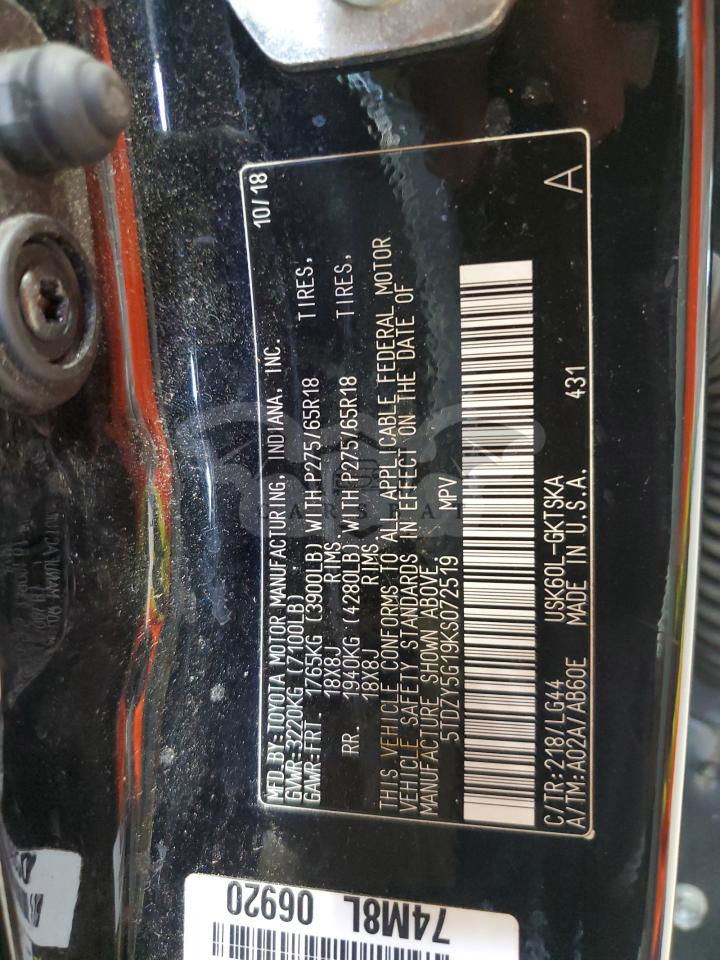 MFD. BY: TOYOTA MOTOR MANUFACTURING, INDIANA, INC. 10/18
GVWR=3220KG (7100LB)
GAWR=FRT. 1765KG (3900LB) WITH P275/65R18 TIRES,
18X8J RIMS.
RR. 1940KG (4280LB) WITH P275/65R18 TIRES,
18X8J RIMS
THIS VEHICLE CONFORMS TO ALL APPLICABLE FEDERAL MOTOR
VEHICLE SAFETY STANDARDS IN EFFECT ON THE DATE OF
MANUFACTURE SHOWN ABOVE.
5TDZY5G19KS072519 MPV
C/TR: 218/LG44 USK60L-GKTSKA 431 A
A/TM: A02A/AB60E MADE IN U.S.A.
74M8L
06920